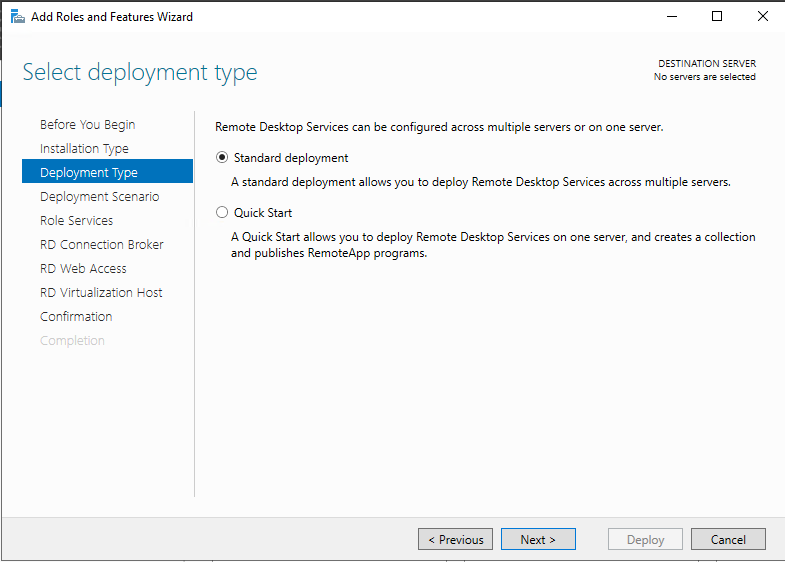 Add Roles and Features Wizard
Select deployment type
DESTINATION SERVER
No servers are selected
Before You Begin
Installation Type
Deployment Type
Deployment Scenario
Role Services
RD Connection Broker
RD Web Access
RD Virtualization Host
Confirmation
Completion
Remote Desktop Services can be configured across multiple servers or on one server.
Standard deployment
A standard deployment allows you to deploy Remote Desktop Services across multiple servers.
Quick Start
A Quick Start allows you to deploy Remote Desktop Services on one server, and creates a collection
and publishes RemoteApp programs.
< Previous
Next >
Deploy
Cancel